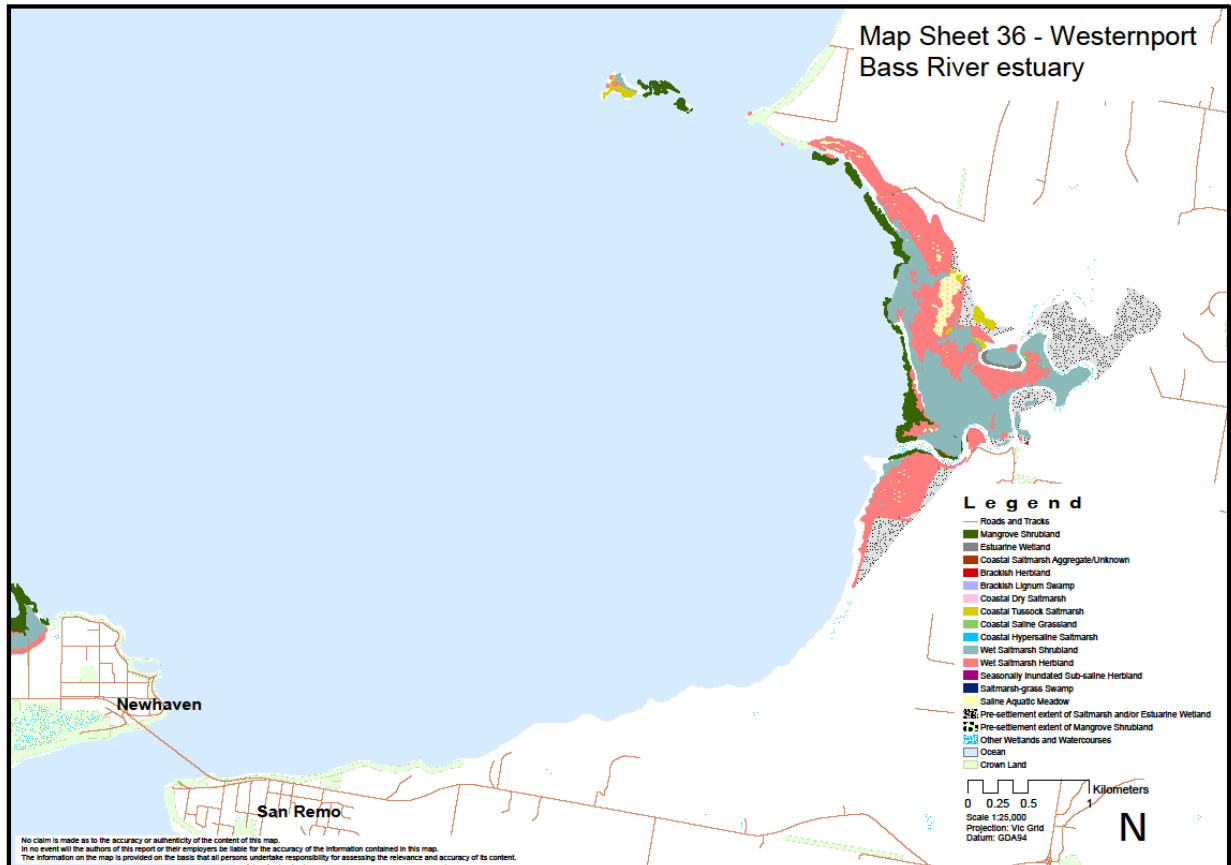 Map Sheet 36 - Westernport
Bass River estuary
Newhaven
San Remo
Legend
Roads and Tracks
Mangrove Shrubland
Estuarine Wetland
Coastal Saltmarsh Aggregate/Unknown
Brackish Herbland
Brackish Lignum Swamp
Coastal Dry Saltmarsh
Coastal Tussock Saltmarsh
Coastal Saline Grassland
Coastal Hypersaline Saltmarsh
Wet Saltmarsh Shrubland
Wet Saltmarsh Herbland
Seasonally Inundated Sub-saline Herbland
Saltmarsh-grass Swamp
Saline Aquatic Meadow
Pre-settlement extent of Saltmarsh and/or Estuarine Wetland
Pre-settlement extent of Mangrove Shrubland
Other Wetlands and Watercourses
Ocean
Crown Land
Kilometers
0 0.25 0.5 1
Scale 1:25,000
Projection: Vic Grid
Datum: GDA94
N
No claim is made as to the accuracy or authenticity of the content of this map.
In no event will the authors of this report or their employers be liable for the accuracy of the information contained in this map.
The information on the map is provided on the basis that all persons undertake responsibility for assessing the relevance and accuracy of its content.